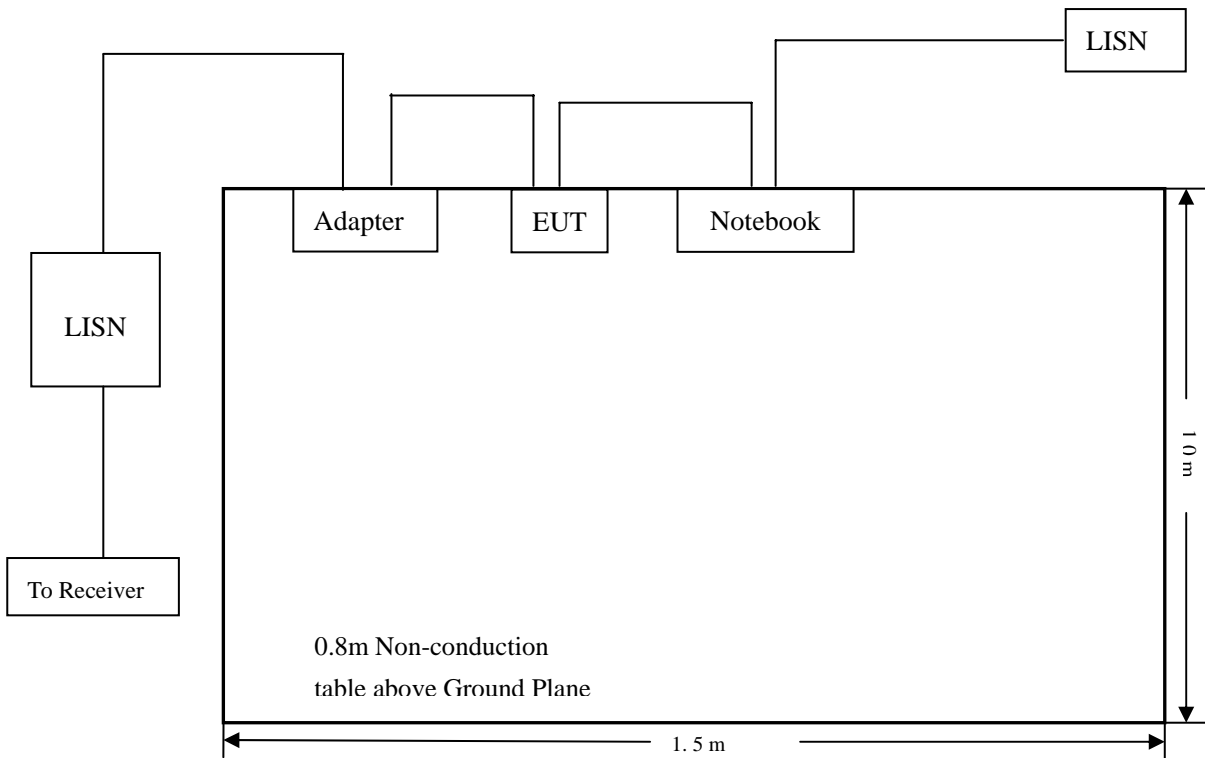 LISN
Adapter
EUT
Notebook
LISN
1.0 m
To Receiver
0.8m Non-conduction
table above Ground Plane
1.5 m